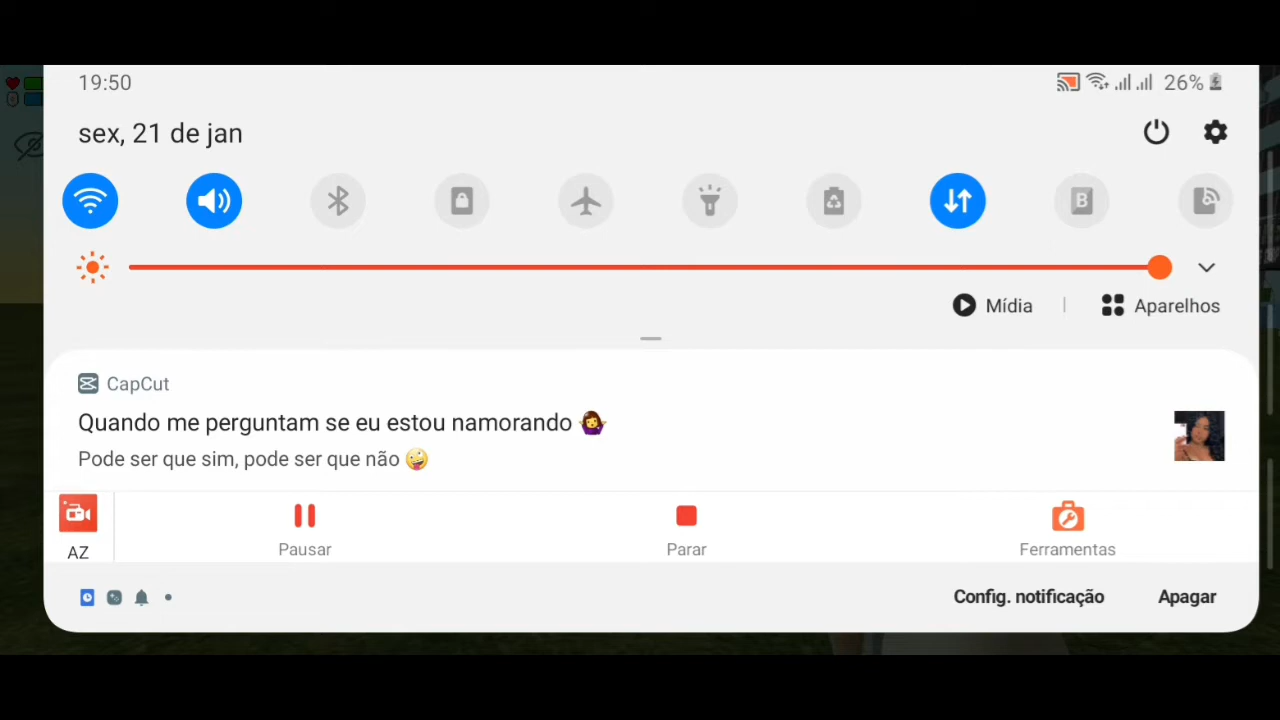 19:50
26%
sex, 21 de jan
Mídia
Aparelhos
CapCut
Quando me perguntam se eu estou namorando 🤷‍♀️
Pode ser que sim, pode ser que não 🤪
AZ
Pausar
Parar
Ferramentas
Config. notificação
Apagar